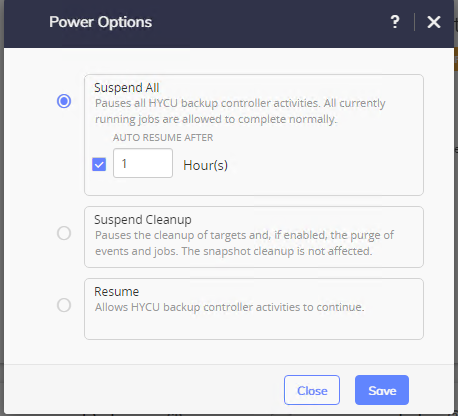 Power Options ?
Suspend All
Pauses all HYCU backup controller activities. All currently
running jobs are allowed to complete normally.
AUTO RESUME AFTER
1 Hour(s)
Suspend Cleanup
Pauses the cleanup of targets and, if enabled, the purge of
events and jobs. The snapshot cleanup is not affected.
Resume
Allows HYCU backup controller activities to continue.
Close Save